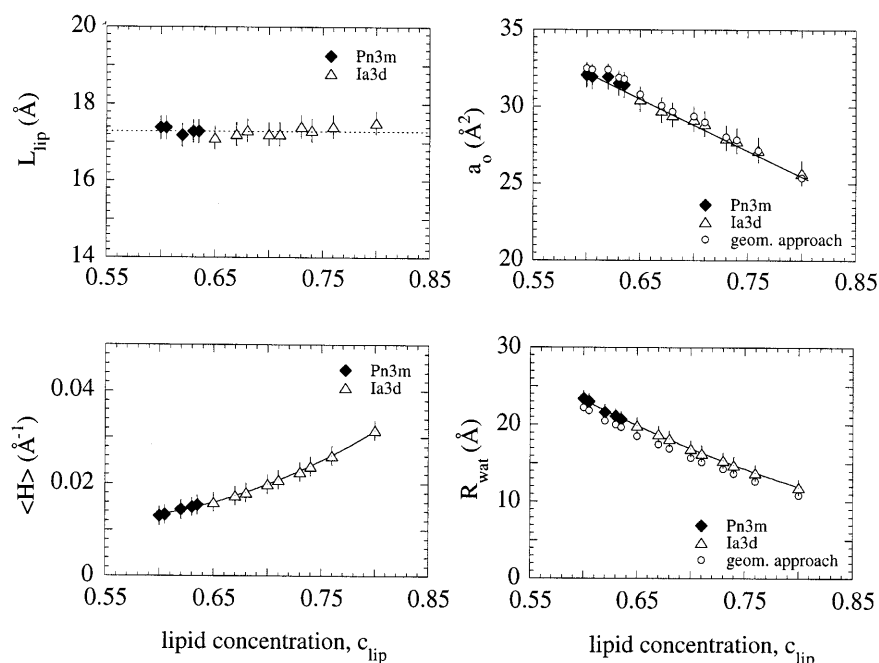 20
18
16
14
L_lip (Å)
Pn3m
Ia3d
0.55
0.65
0.75
0.85
35
30
25
20
a_o (Å²)
Pn3m
Ia3d
geom. approach
0.55
0.65
0.75
0.85
0.04
0.02
0
<H> (Å⁻¹)
Pn3m
Ia3d
0.55
0.65
0.75
0.85
lipid concentration, c_lip
30
20
10
0
R_wat (Å)
Pn3m
Ia3d
geom. approach
0.55
0.65
0.75
0.85
lipid concentration, c_lip